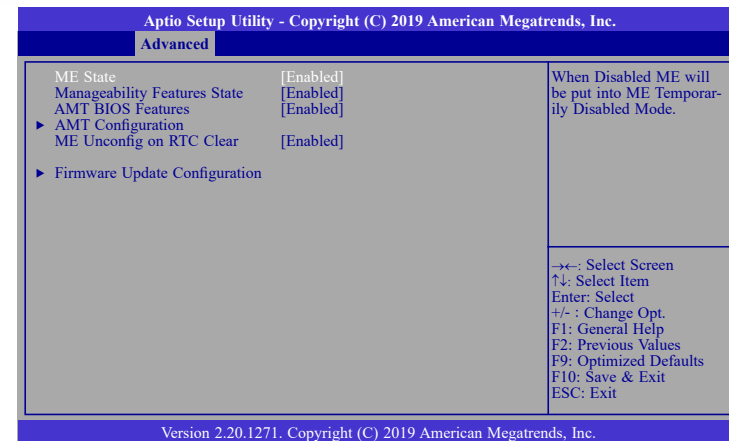 Aptio Setup Utility - Copyright (C) 2019 American Megatrends, Inc.
Advanced
ME State [Enabled]
Manageability Features State [Enabled]
AMT BIOS Features [Enabled]
► AMT Configuration
ME Unconfig on RTC Clear [Enabled]
► Firmware Update Configuration
When Disabled ME will
be put into ME Temporar-
ily Disabled Mode.
→←: Select Screen
↑↓: Select Item
Enter: Select
+/- : Change Opt.
F1: General Help
F2: Previous Values
F9: Optimized Defaults
F10: Save & Exit
ESC: Exit
Version 2.20.1271. Copyright (C) 2019 American Megatrends, Inc.